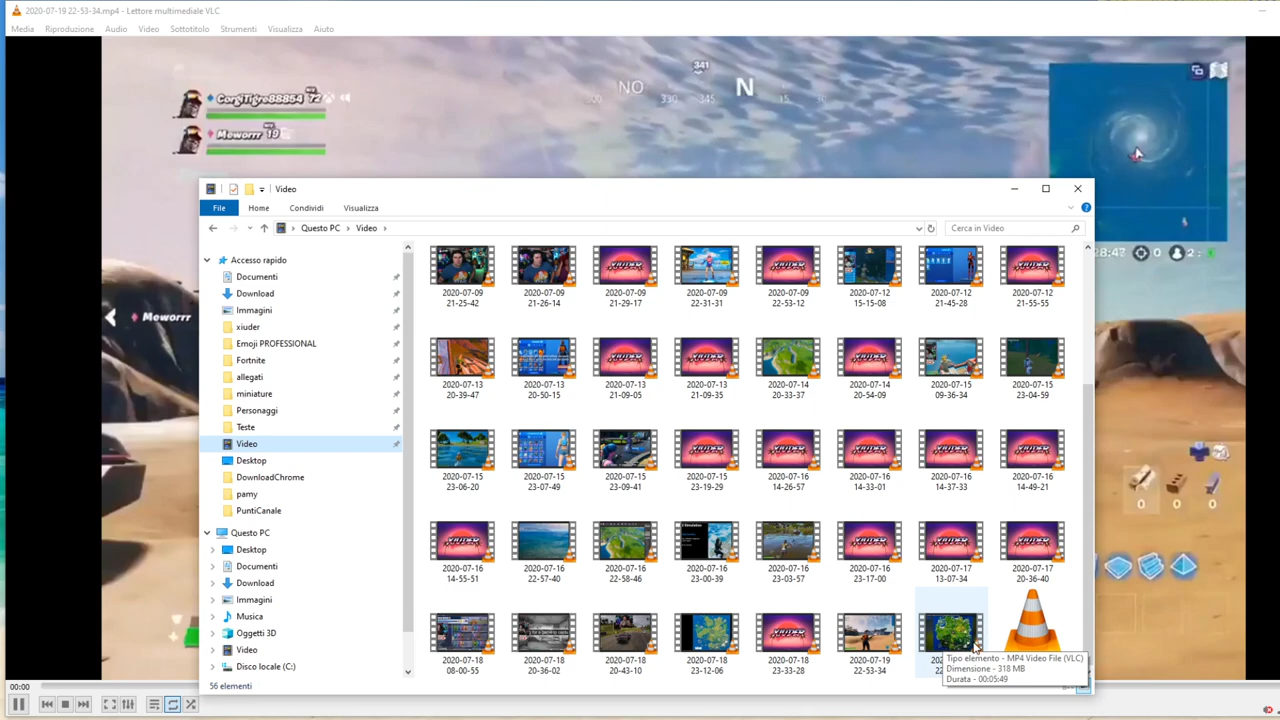 2020-07-19 22-53-34.mp4 - Lettore multimediale VLC
Media Riproduzione Audio Video Sottotitolo Strumenti Visualizza Aiuto
341
NO 330 345 N 15
CorgiTigre88854 72
Meworrr 19
Video
File Home Condividi Visualizza
Questo PC Video
Cerca in Video
28:47 0 2
Meworrr
Accesso rapido
Documenti
Download
Immagini
xiuder
Emoji PROFESSIONAL
Fortnite
allegati
miniature
Personaggi
Teste
Video
Desktop
DownloadChrome
pamy
PuntiCanale
Questo PC
Desktop
Documenti
Download
Immagini
Musica
Oggetti 3D
Video
Disco locale (C:)
2020-07-09 2020-07-09 2020-07-09 2020-07-09 2020-07-09 2020-07-12 2020-07-12 2020-07-12
21-25-42 21-26-14 21-29-17 22-31-31 22-53-12 15-15-08 21-45-28 21-55-55
2020-07-13 2020-07-13 2020-07-13 2020-07-13 2020-07-14 2020-07-14 2020-07-15 2020-07-15
20-39-47 20-50-15 21-09-05 21-09-35 20-33-37 20-54-09 09-36-34 23-04-59
2020-07-15 2020-07-15 2020-07-15 2020-07-15 2020-07-16 2020-07-16 2020-07-16 2020-07-16
23-06-20 23-07-49 23-09-41 23-19-29 14-26-57 14-33-01 14-37-33 14-49-21
0 0 0
2020-07-16 2020-07-16 2020-07-16 2020-07-16 2020-07-16 2020-07-16 2020-07-17 2020-07-17
14-55-51 22-57-40 22-58-46 23-00-39 23-03-57 23-17-00 13-07-34 20-36-40
2020-07-18 2020-07-18 2020-07-18 2020-07-18 2020-07-18 2020-07-19
08-00-55 20-36-02 20-43-10 23-12-06 23-15-34 22-53-34
Tipo elemento - MP4 Video File (VLC)
Dimensione - 318 MB
Durata - 00:05:49
56 elementi
00:00